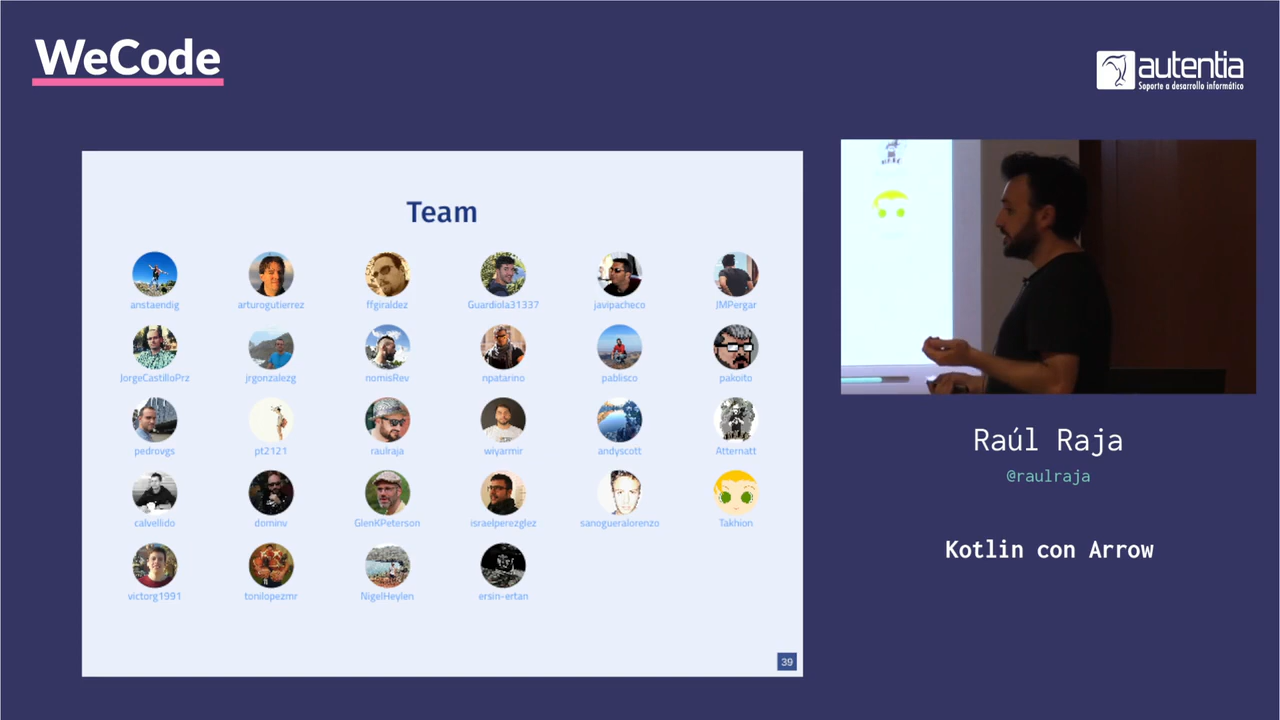 WeCode
autentia
Soporte a desarrollo informático
Team
anstaendig
arturogutierrez
ffgiraldez
Guardiola31337
javipacheco
JMPergar
JorgeCastilloPrz
jrgonzalezg
nomisRev
npatarino
pablisco
pakoito
pedrovgs
pt2121
raulraja
wiyarmir
andyscott
Atternatt
calvellido
dominv
GlenKPeterson
israelperezglez
sanogueralorenzo
Takhion
victorg1991
tonilopezmr
NigelHeylen
ersin-ertan
39
Raúl Raja
@raulraja
Kotlin con Arrow